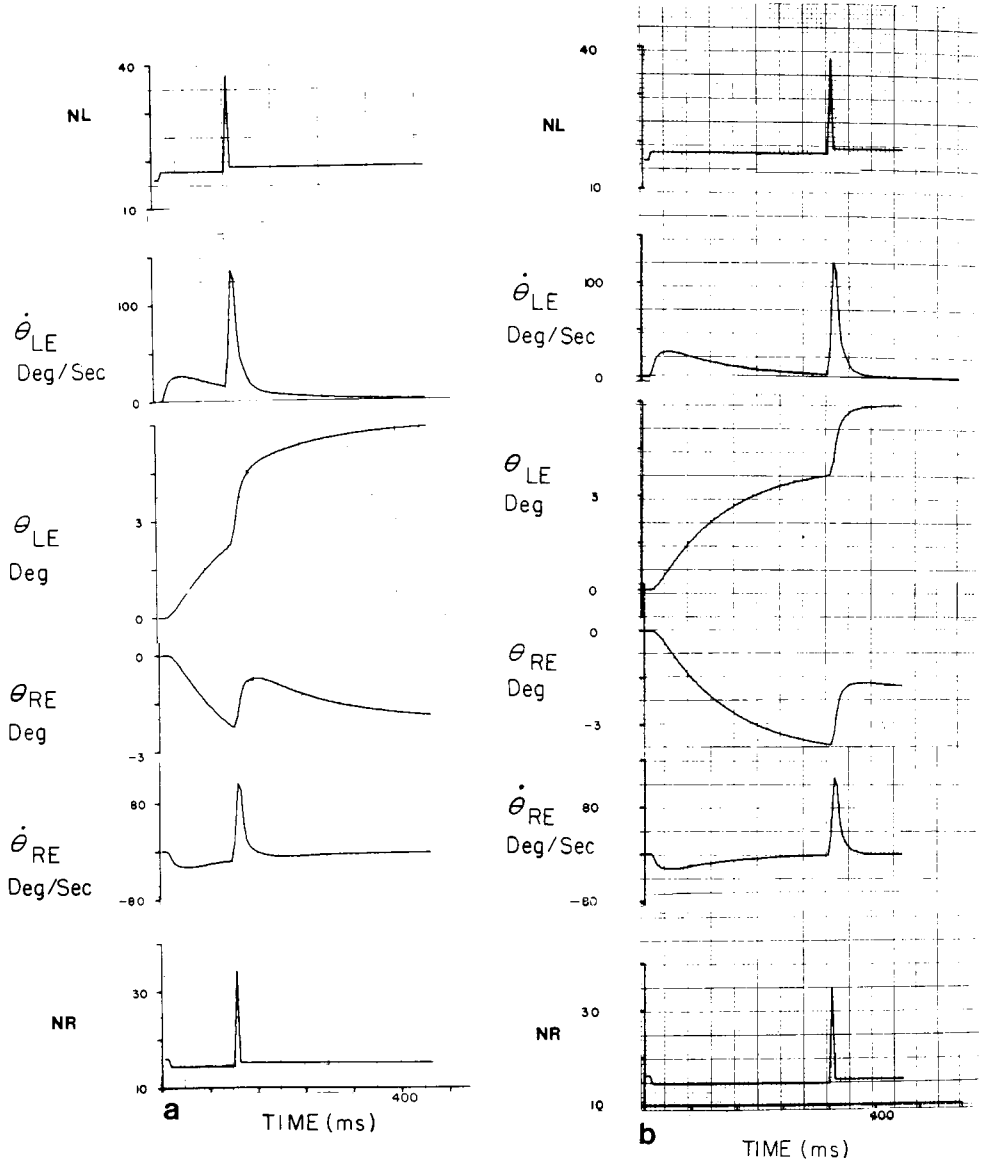 40
NL
10
100
θ̇LE
Deg/Sec
0
3
θLE
Deg
0
0
θRE
Deg
-3
80
θ̇RE
Deg/Sec
-80
30
NR
10
400
a
TIME (ms)
40
NL
10
100
θ̇LE
Deg/Sec
0
θLE
3
Deg
0
0
θRE
Deg
-3
θ̇RE
80
Deg/Sec
-80
30
NR
10
400
b
TIME (ms)